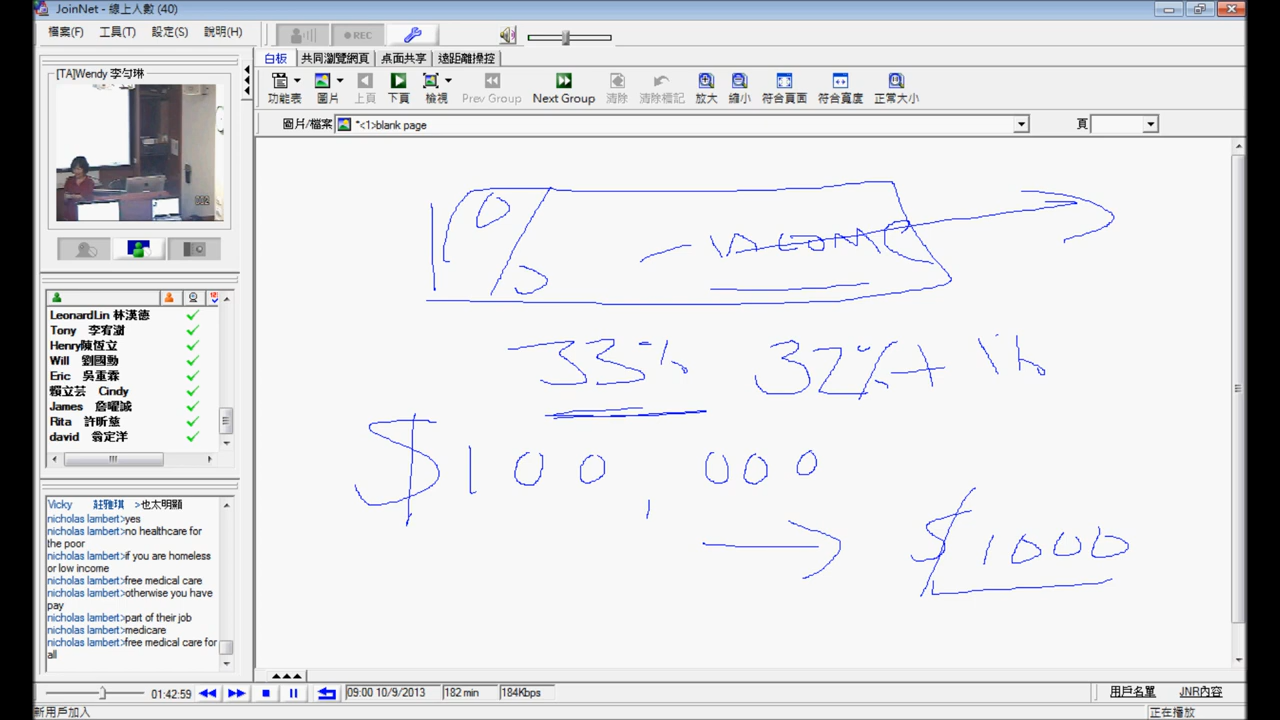 JoinNet - 線上人數 (40)
檔案(F) 工具(T) 設定(S) 說明(H)
REC
[TA]Wendy 李勻琳
白板 共同瀏覽網頁 桌面共享 遠距離操控
功能表 圖片 上頁 下頁 檢視 Prev Group Next Group 清除 清除標記 放大 縮小 符合頁面 符合寬度 正常大小
圖片/檔案 *<1>blank page 頁
1% - INCOME
33% 32%+ 1%
$100,000
$1000
LeonardLin 林漢德
Tony 李宥澍
Henry陳恆立
Will 劉國勳
Eric 吳重霖
賴立芸 Cindy
James 詹曜誠
Rita 許昕慈
david 翁定洋
Vicky 莊雅琪 >也太明顯
nicholas lambert>yes
nicholas lambert>no healthcare for
the poor
nicholas lambert>if you are homeless
or low income
nicholas lambert>free medical care
nicholas lambert>otherwise you have
pay
nicholas lambert>part of their job
nicholas lambert>medicare
nicholas lambert>free medical care for
all
01:42:59 09:00 10/9/2013 182 min 184Kbps 用戶名單 JNR內容
新用戶加入 正在播放